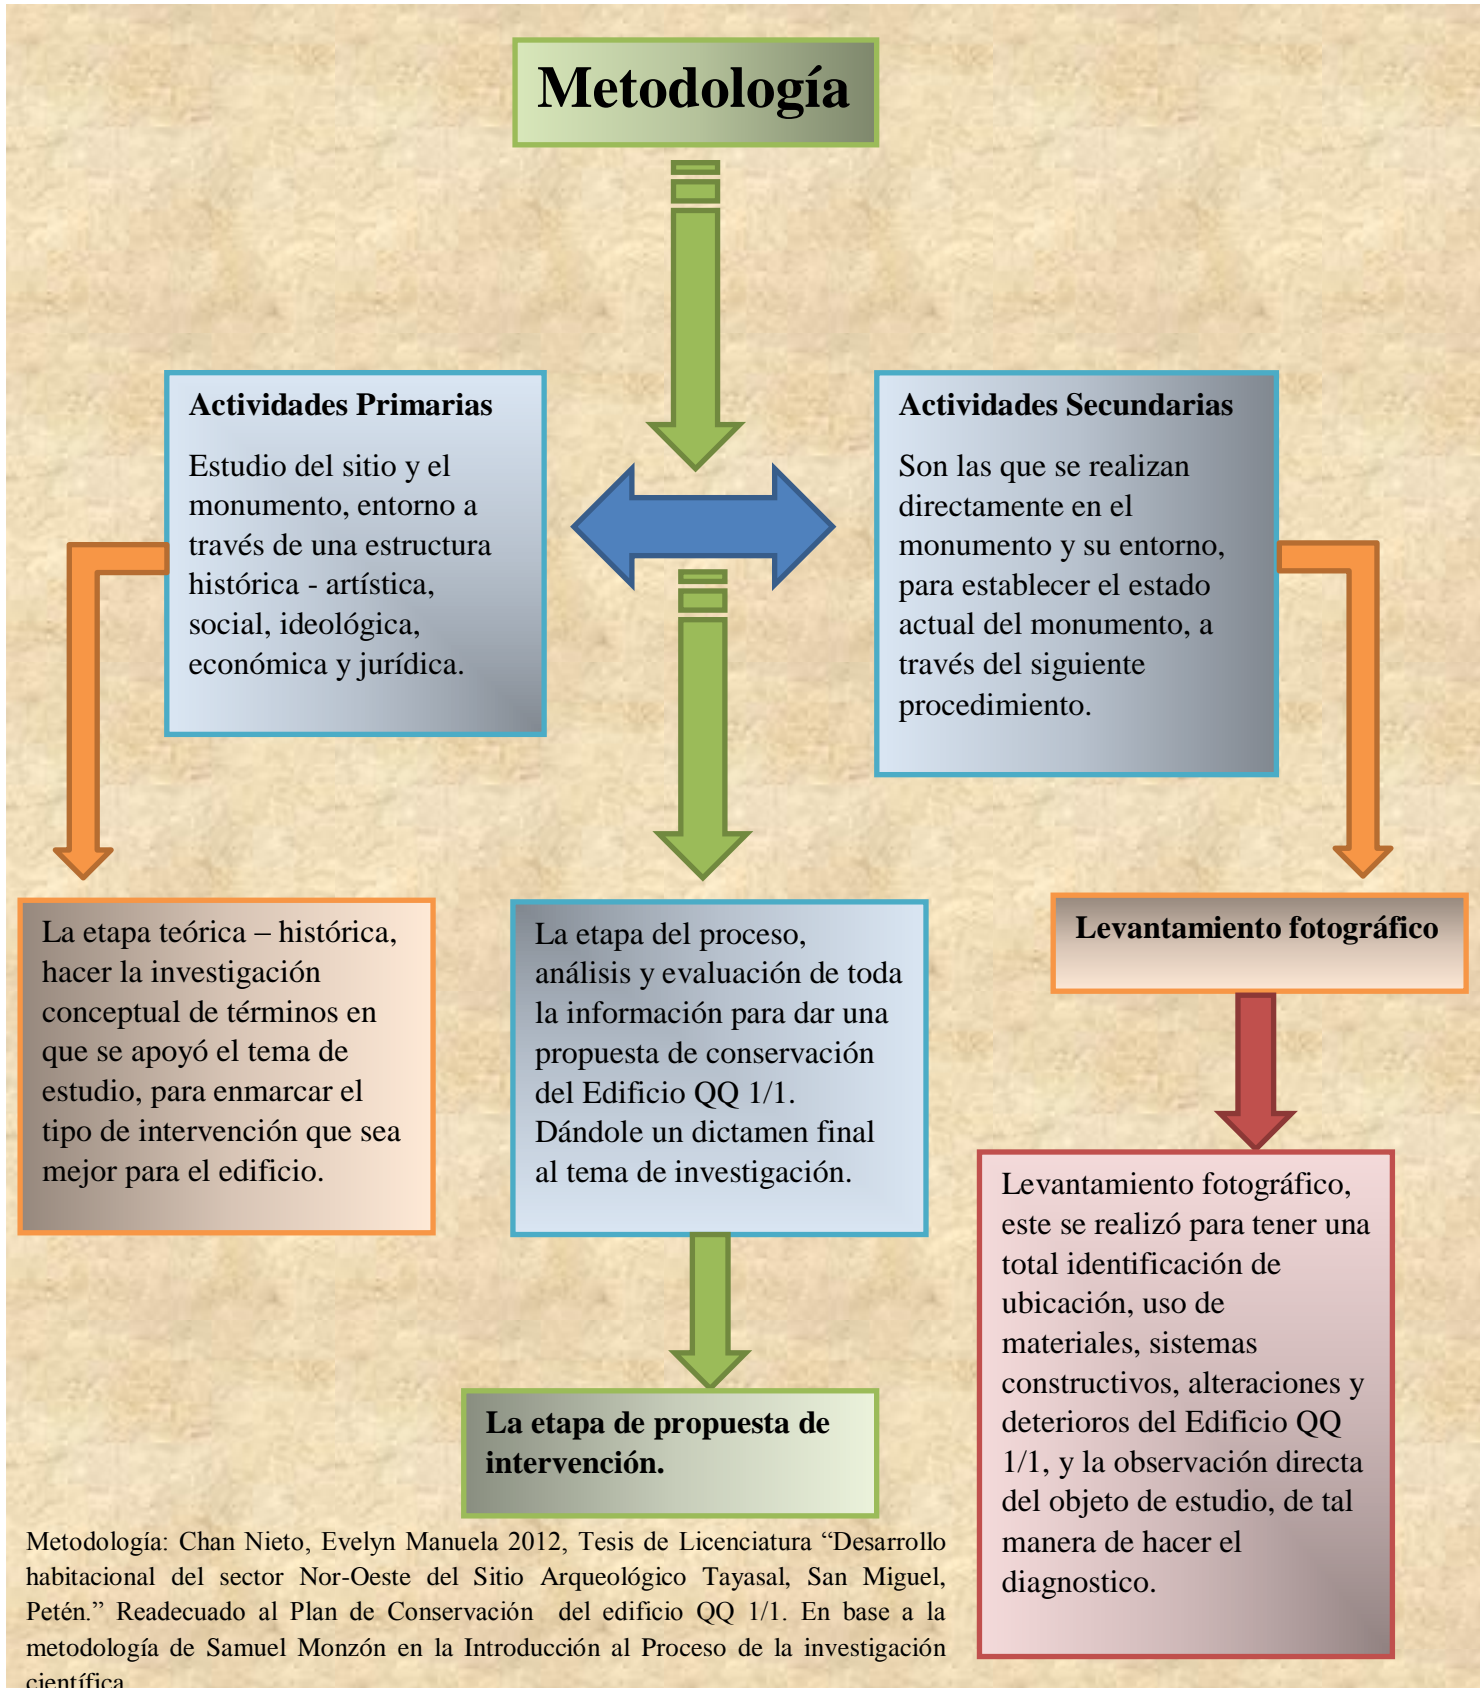 Metodología
Actividades Primarias
Estudio del sitio y el
monumento, entorno a
través de una estructura
histórica - artística,
social, ideológica,
económica y jurídica.
Actividades Secundarias
Son las que se realizan
directamente en el
monumento y su entorno,
para establecer el estado
actual del monumento, a
través del siguiente
procedimiento.
La etapa teórica – histórica,
hacer la investigación
conceptual de términos en
que se apoyó el tema de
estudio, para enmarcar el
tipo de intervención que sea
mejor para el edificio.
La etapa del proceso,
análisis y evaluación de toda
la información para dar una
propuesta de conservación
del Edificio QQ 1/1.
Dándole un dictamen final
al tema de investigación.
Levantamiento fotográfico
Levantamiento fotográfico,
este se realizó para tener una
total identificación de
ubicación, uso de
materiales, sistemas
constructivos, alteraciones y
deterioros del Edificio QQ
1/1, y la observación directa
del objeto de estudio, de tal
manera de hacer el
diagnostico.
La etapa de propuesta de
intervención.
Metodología: Chan Nieto, Evelyn Manuela 2012, Tesis de Licenciatura “Desarrollo
habitacional del sector Nor-Oeste del Sitio Arqueológico Tayasal, San Miguel,
Petén.” Readecuado al Plan de Conservación del edificio QQ 1/1. En base a la
metodología de Samuel Monzón en la Introducción al Proceso de la investigación
científica